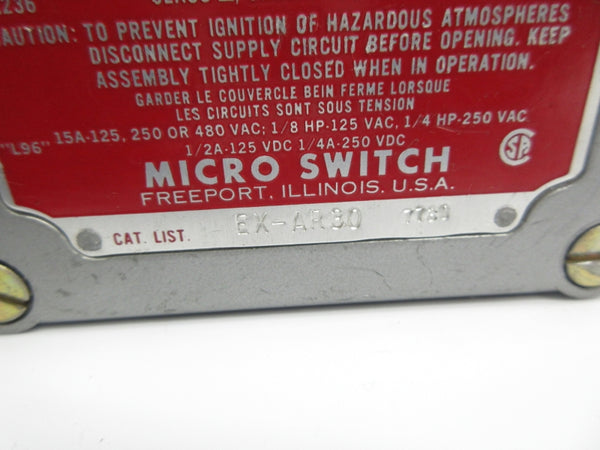 236
CAUTION: TO PREVENT IGNITION OF HAZARDOUS ATMOSPHERES
DISCONNECT SUPPLY CIRCUIT BEFORE OPENING. KEEP
ASSEMBLY TIGHTLY CLOSED WHEN IN OPERATION.
GARDER LE COUVERCLE BEIN FERME LORSQUE
LES CIRCUITS SONT SOUS TENSION
"L96" 15A-125, 250 OR 480 VAC; 1/8 HP-125 VAC, 1/4 HP-250 VAC
1/2A-125 VDC 1/4A-250 VDC
SA
MICRO SWITCH
FREEPORT, ILLINOIS, U.S.A.
CAT. LIST. EX-AR30 7730